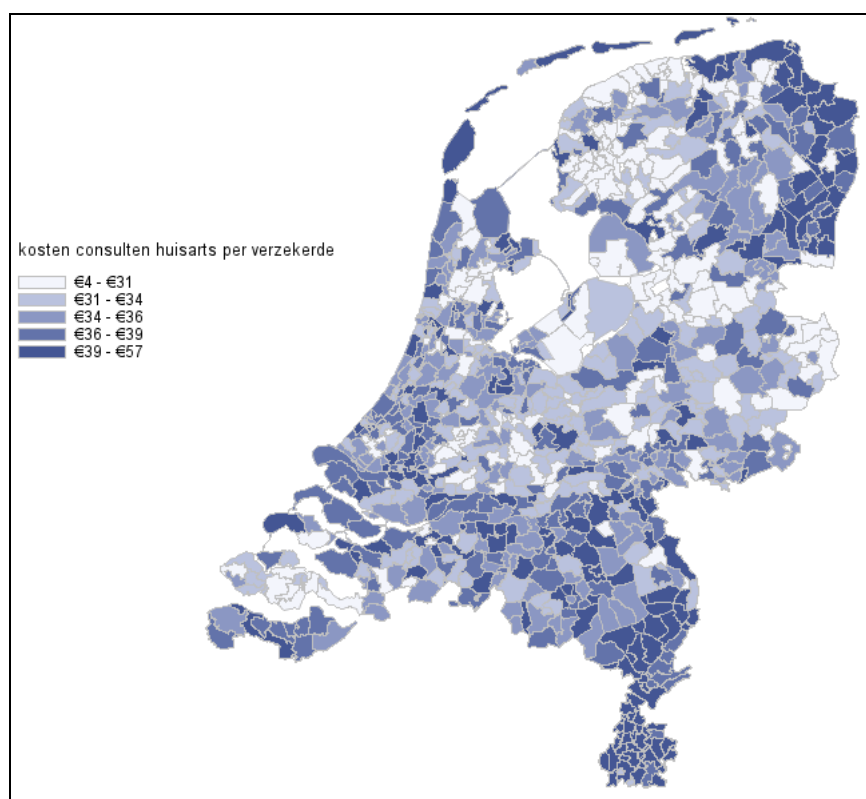 kosten consulten huisarts per verzekerde
€4 - €31
€31 - €34
€34 - €36
€36 - €39
€39 - €57